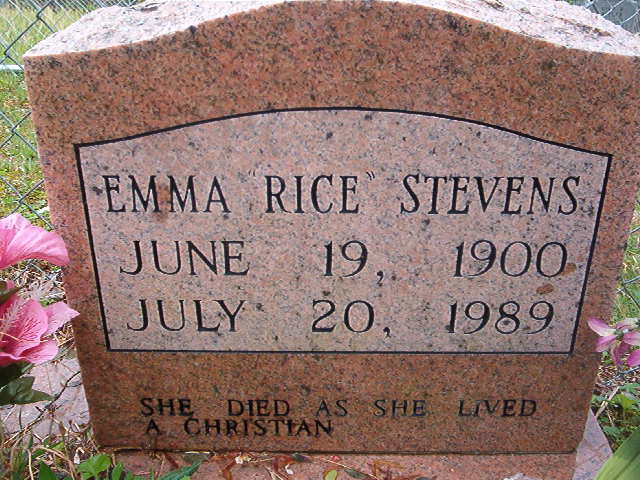 EMMA "RICE" STEVENS
JUNE 19, 1900
JULY 20, 1989
SHE DIED AS SHE LIVED
A CHRISTIAN